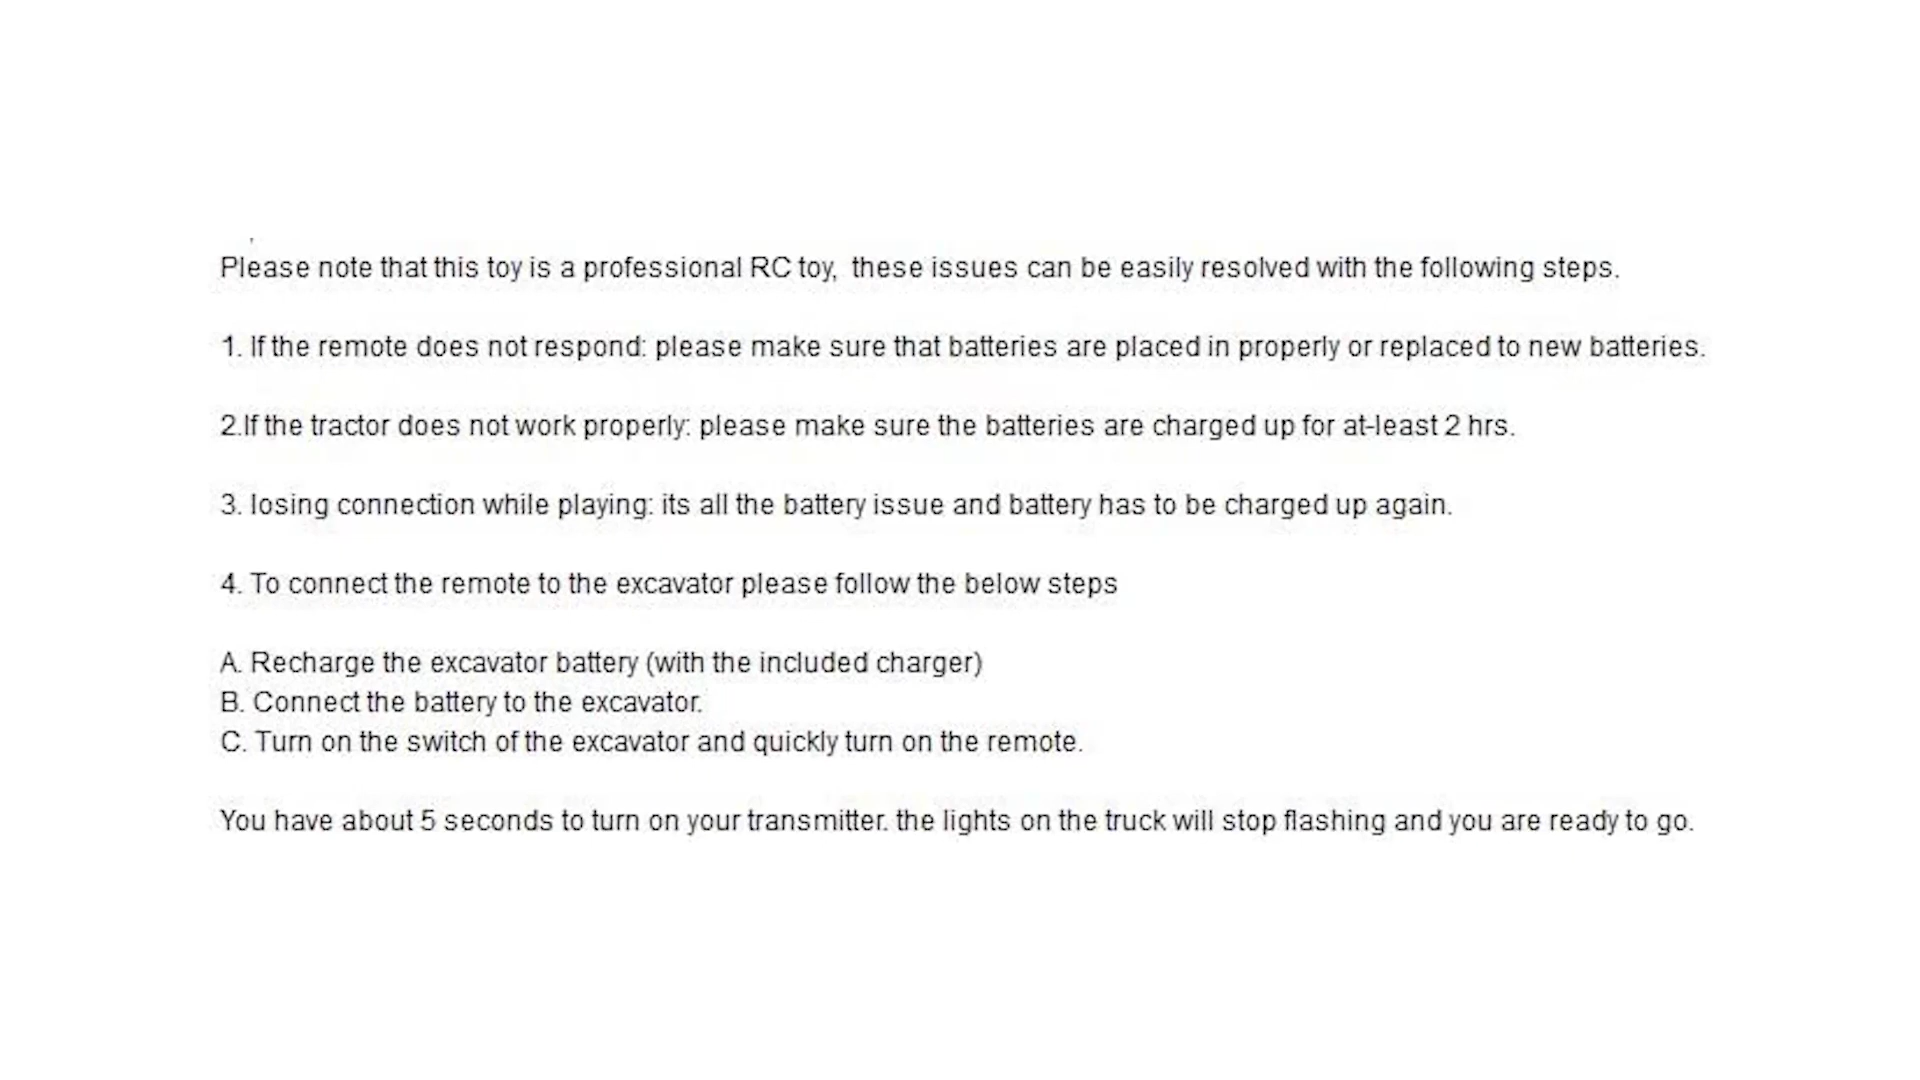 Please note that this toy is a professional RC toy, these issues can be easily resolved with the following steps.
1. If the remote does not respond: please make sure that batteries are placed in properly or replaced to new batteries.
2.If the tractor does not work properly: please make sure the batteries are charged up for at-least 2 hrs.
3. losing connection while playing: its all the battery issue and battery has to be charged up again.
4. To connect the remote to the excavator please follow the below steps
A. Recharge the excavator battery (with the included charger)
B. Connect the battery to the excavator.
C. Turn on the switch of the excavator and quickly turn on the remote.
You have about 5 seconds to turn on your transmitter. the lights on the truck will stop flashing and you are ready to go.